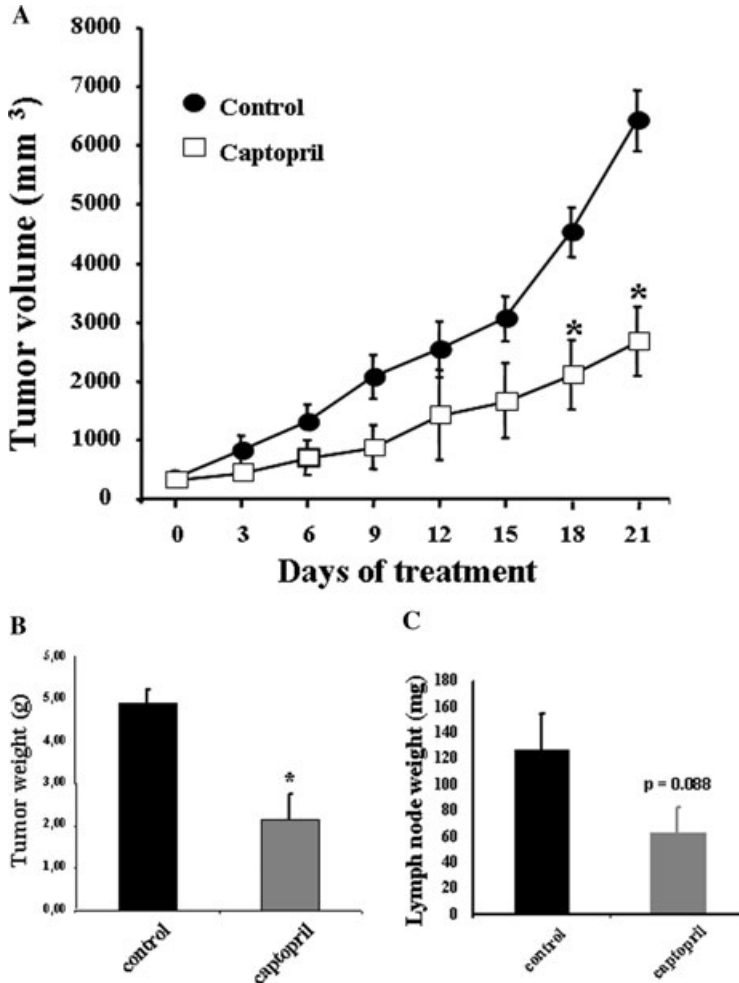 A
Tumor volume (mm ³)
8000
7000
6000
5000
4000
3000
2000
1000
0
Control
Captopril
*
*
0 3 6 9 12 15 18 21
Days of treatment
B
Tumor weight (g)
5,00
3,00
2,00
1,00
0,00
*
control
captopril
C
Lymph node weight (mg)
180
160
140
120
100
80
60
40
20
0
p = 0.088
control
captopril